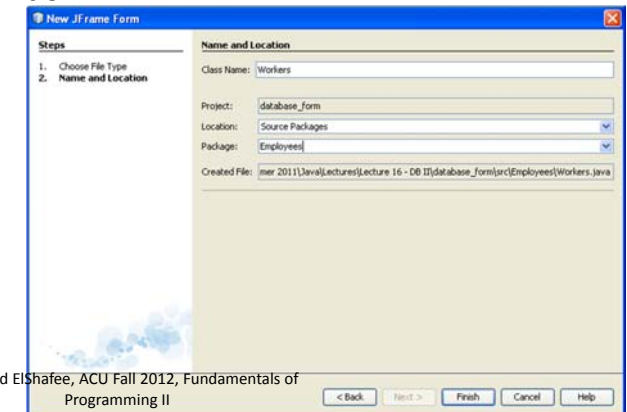 New JFrame Form
Steps
1. Choose File Type
2. Name and Location
Name and Location
Class Name: Workers
Project: database_form
Location: Source Packages
Package: Employees
Created File: mer 2011\Java\Lectures\Lecture 16 - DB II\database_form\src\Employees\Workers.java
d ElShafee, ACU Fall 2012, Fundamentals of
Programming II
< Back Next > Finish Cancel Help